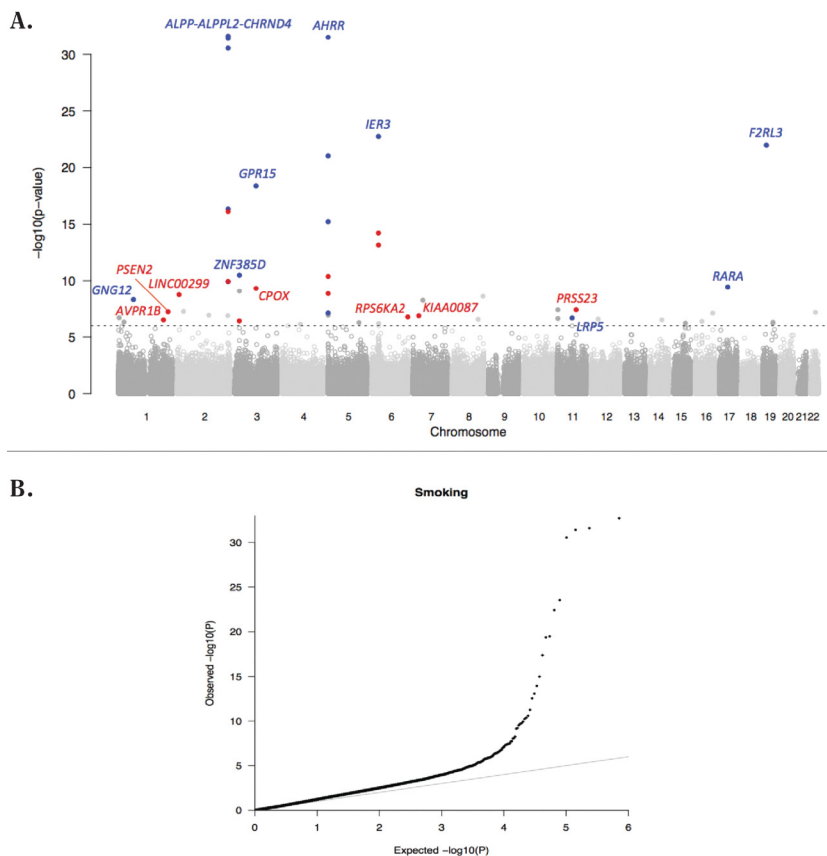 A.
ALPP-ALPPL2-CHRND4
AHRR
IER3
F2RL3
GPR15
ZNF385D
PSEN2
LINC00299
GNG12
AVPR1B
CPOX
RPS6KA2
KIAA0087
PRSS23
LRP5
RARA
-log10(p-value)
30
25
20
15
10
5
0
1 2 3 4 5 6 7 8 9 10 11 12 13 14 15 16 17 18 19 20 2122
Chromosome
B.
Smoking
Observed -log10(P)
30
25
20
15
10
5
0
0 1 2 3 4 5 6
Expected -log10(P)